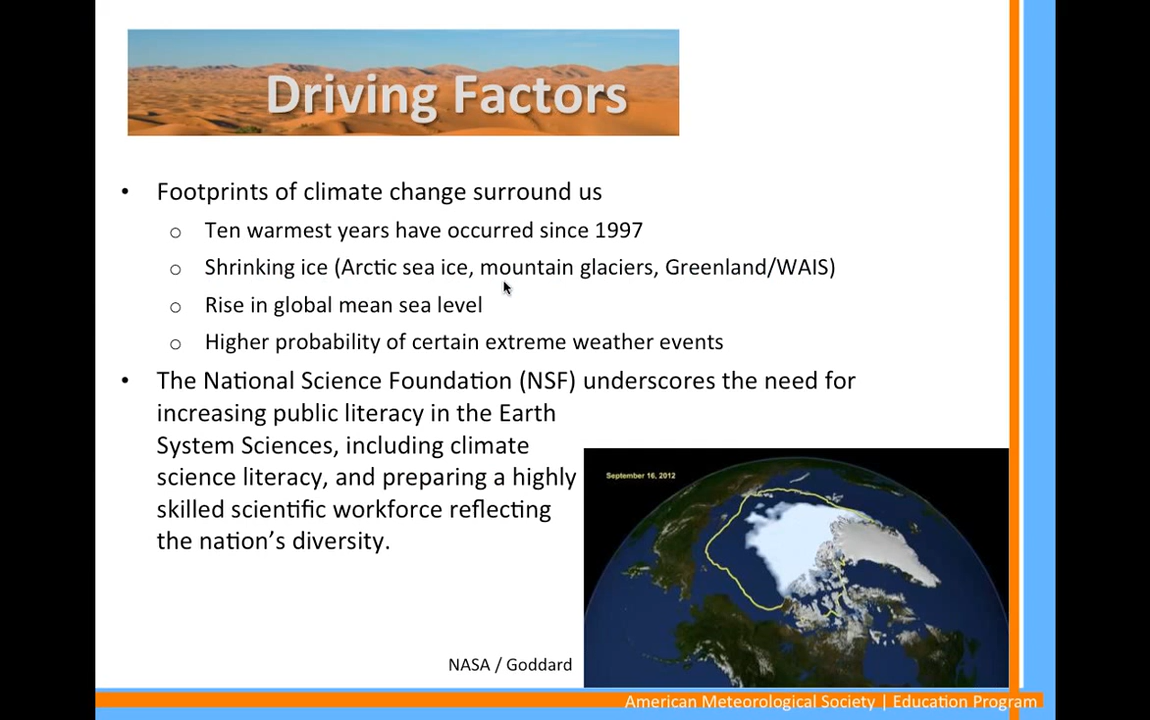 Driving Factors
• Footprints of climate change surround us
o Ten warmest years have occurred since 1997
o Shrinking ice (Arctic sea ice, mountain glaciers, Greenland/WAIS)
o Rise in global mean sea level
o Higher probability of certain extreme weather events
• The National Science Foundation (NSF) underscores the need for
increasing public literacy in the Earth
System Sciences, including climate
science literacy, and preparing a highly
skilled scientific workforce reflecting
the nation's diversity.
September 16, 2012
NASA / Goddard
American Meteorological Society | Education Program